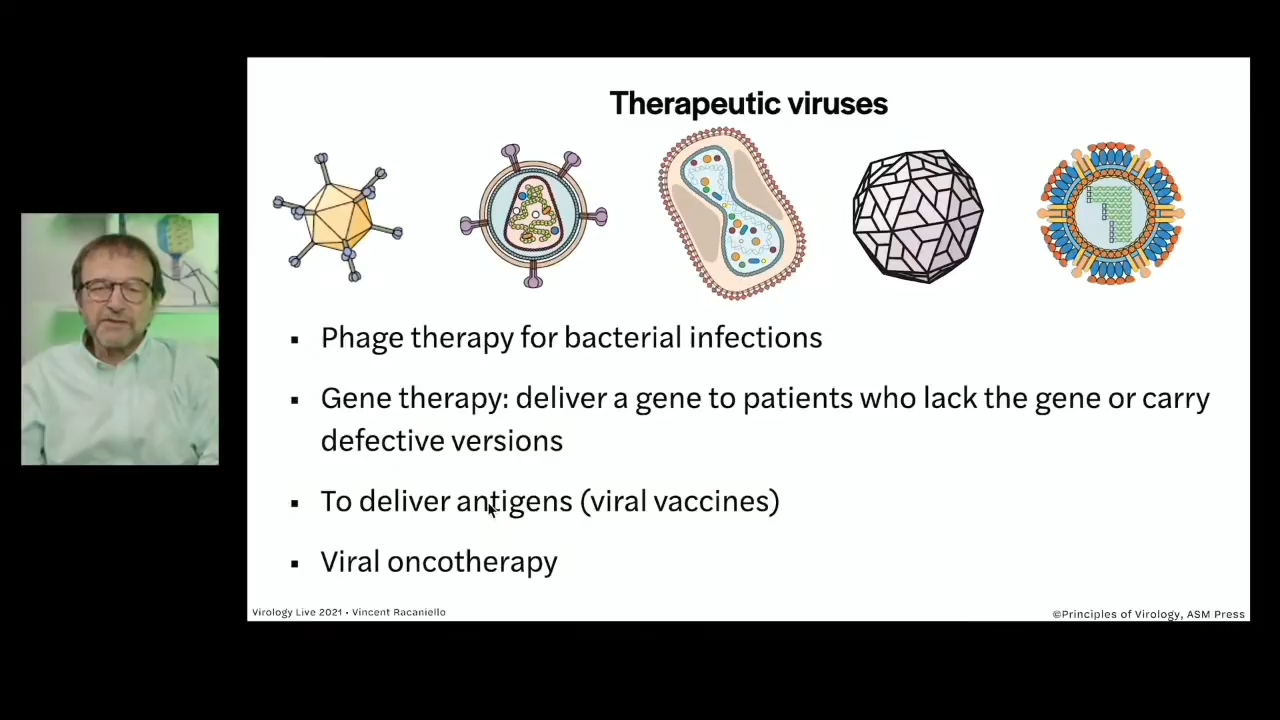 Therapeutic viruses
▪ Phage therapy for bacterial infections
▪ Gene therapy: deliver a gene to patients who lack the gene or carry
defective versions
▪ To deliver antigens (viral vaccines)
▪ Viral oncotherapy
Virology Live 2021 • Vincent Racaniello
©Principles of Virology, ASM Press